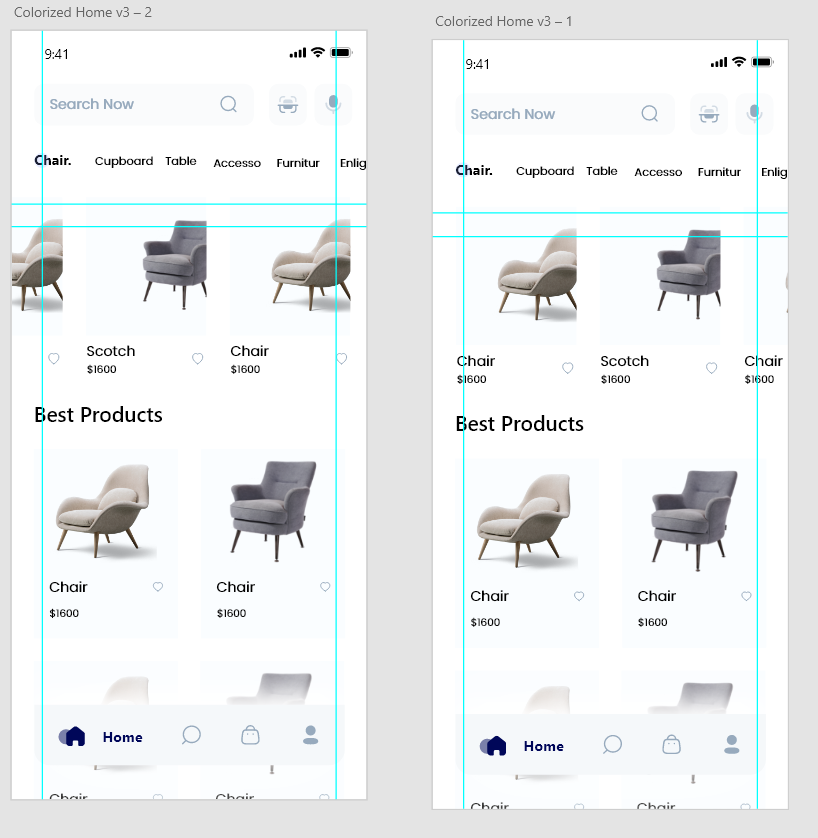 Colorized Home v3 – 2
9:41
Search Now
Chair. Cupboard Table Accesso Furnitur Enlig
Scotch Chair
$1600 $1600
Best Products
Chair Chair
$1600 $1600
Home
Chair Chair
Colorized Home v3 – 1
9:41
Search Now
Chair. Cupboard Table Accesso Furnitur Enlig
Chair Scotch Chair
$1600 $1600 $1600
Best Products
Chair Chair
$1600 $1600
Home
Chair Chair